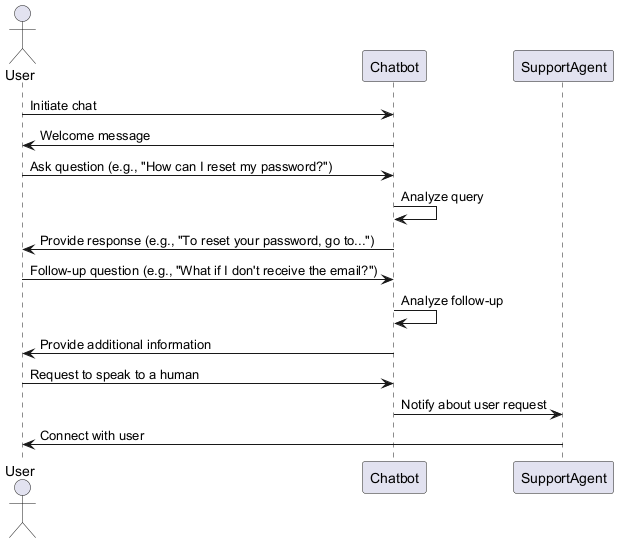 User
Chatbot
SupportAgent
Initiate chat
Welcome message
Ask question (e.g., "How can I reset my password?")
Analyze query
Provide response (e.g., "To reset your password, go to...")
Follow-up question (e.g., "What if I don't receive the email?")
Analyze follow-up
Provide additional information
Request to speak to a human
Notify about user request
Connect with user
User
Chatbot
SupportAgent